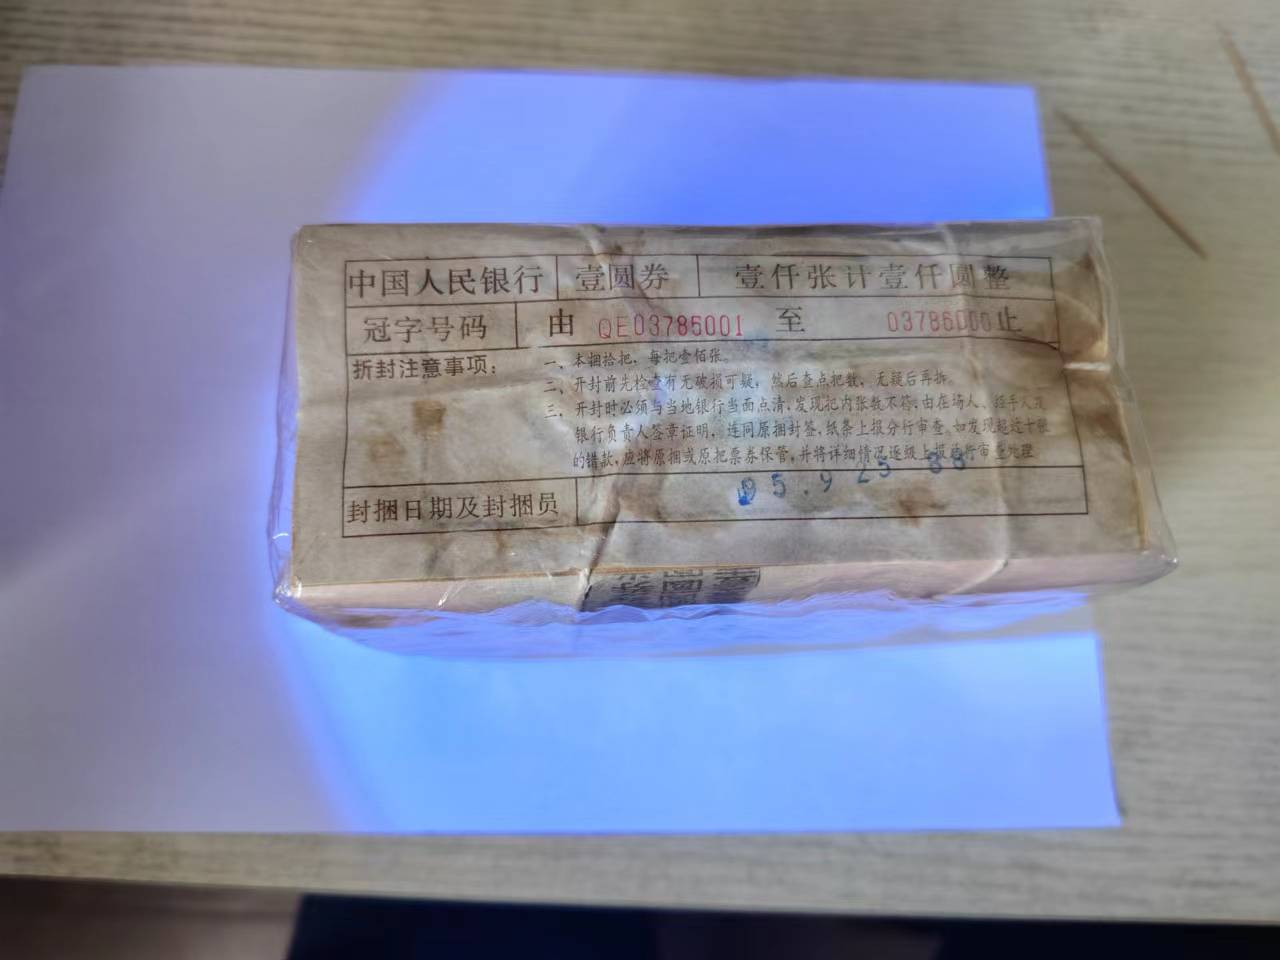 中国人民银行 壹圆券 壹仟张计壹仟圆整
冠字号码 由 QE03785001 至 03786000止
折封注意事项：
一、本捆拾把，每把壹佰张。
二、开封前先检查有无破损可疑，然后查点把数，无疑后再拆。
三、开封时必须与当地银行当面点清，发现把内张数不符，由在场人、经手人及
银行负责人签章证明，连同原捆封签，纸条上报分行审查。如发现超过十张
的错款，应将原捆或原把票券保管，并将详细情况逐级上报总行审查处理
封捆日期及封捆员 95.9 25 88